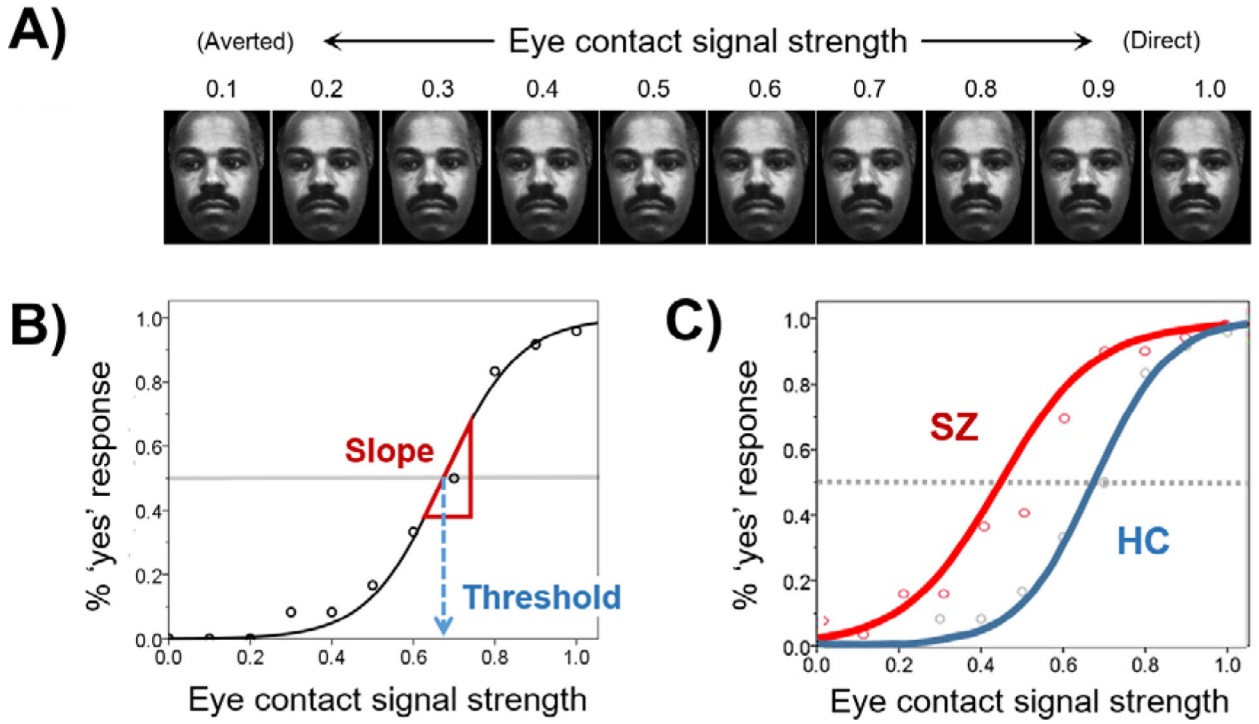 A)
(Averted) Eye contact signal strength (Direct)
0.1 0.2 0.3 0.4 0.5 0.6 0.7 0.8 0.9 1.0
B)
% 'yes' response
1.0
0.8
0.6
0.4
0.2
0.0
Slope
Threshold
0.0 0.2 0.4 0.6 0.8 1.0
Eye contact signal strength
C)
% 'yes' response
1.0
0.8
0.6
0.4
0.2
0.0
SZ
HC
0.0 0.2 0.4 0.6 0.8 1.0
Eye contact signal strength